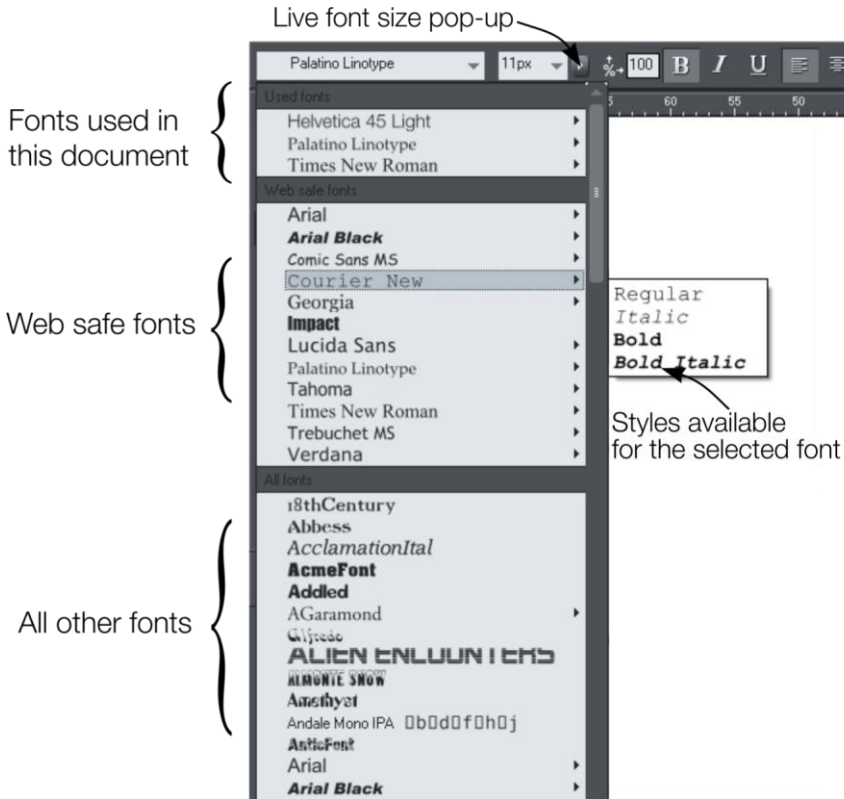 Live font size pop-up
Palatino Linotype 11px 100 B I U
60 55 50
Used fonts
Fonts used in
this document
Helvetica 45 Light
Palatino Linotype
Times New Roman
Web safe fonts
Arial
Arial Black
Comic Sans MS
Courier New
Georgia
Impact
Lucida Sans
Palatino Linotype
Tahoma
Times New Roman
Trebuchet MS
Verdana
Web safe fonts
Regular
Italic
Bold
Bold Italic
Styles available
for the selected font
All fonts
18thCentury
Abbess
AcclamationItal
AcmeFont
Addled
AGaramond
Alfredo
ALIEN ENCOUNTERS
ALMONTE SNOW
Amethyst
Andale Mono IPA b d f h j
AnticFont
Arial
Arial Black
All other fonts